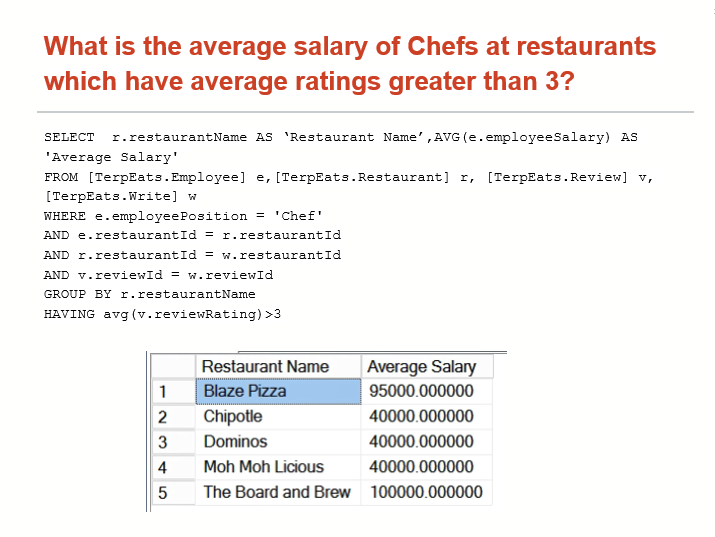 What is the average salary of Chefs at restaurants
which have average ratings greater than 3?
SELECT  r.restaurantName AS ‘Restaurant Name’,AVG(e.employeeSalary) AS
'Average Salary'
FROM [TerpEats.Employee] e,[TerpEats.Restaurant] r, [TerpEats.Review] v,
[TerpEats.Write] w
WHERE e.employeePosition = 'Chef'
AND e.restaurantId = r.restaurantId
AND r.restaurantId = w.restaurantId
AND v.reviewId = w.reviewId
GROUP BY r.restaurantName
HAVING avg(v.reviewRating)>3
Restaurant Name Average Salary
1 Blaze Pizza 95000.000000
2 Chipotle 40000.000000
3 Dominos 40000.000000
4 Moh Moh Licious 40000.000000
5 The Board and Brew 100000.000000